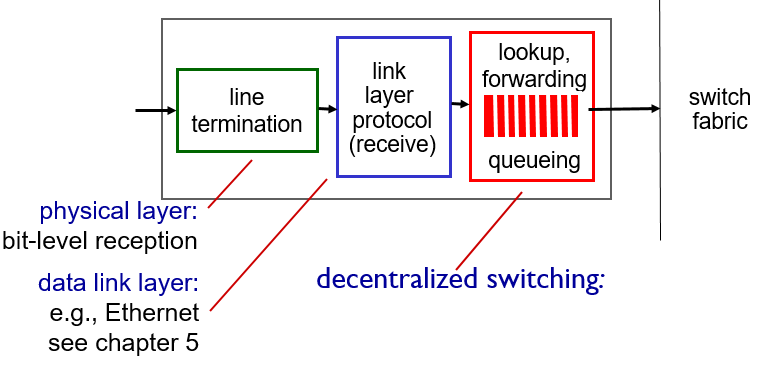 line
termination
link
layer
protocol
(receive)
lookup,
forwarding
queueing
switch
fabric
physical layer:
bit-level reception
data link layer:
e.g., Ethernet
see chapter 5
decentralized switching: